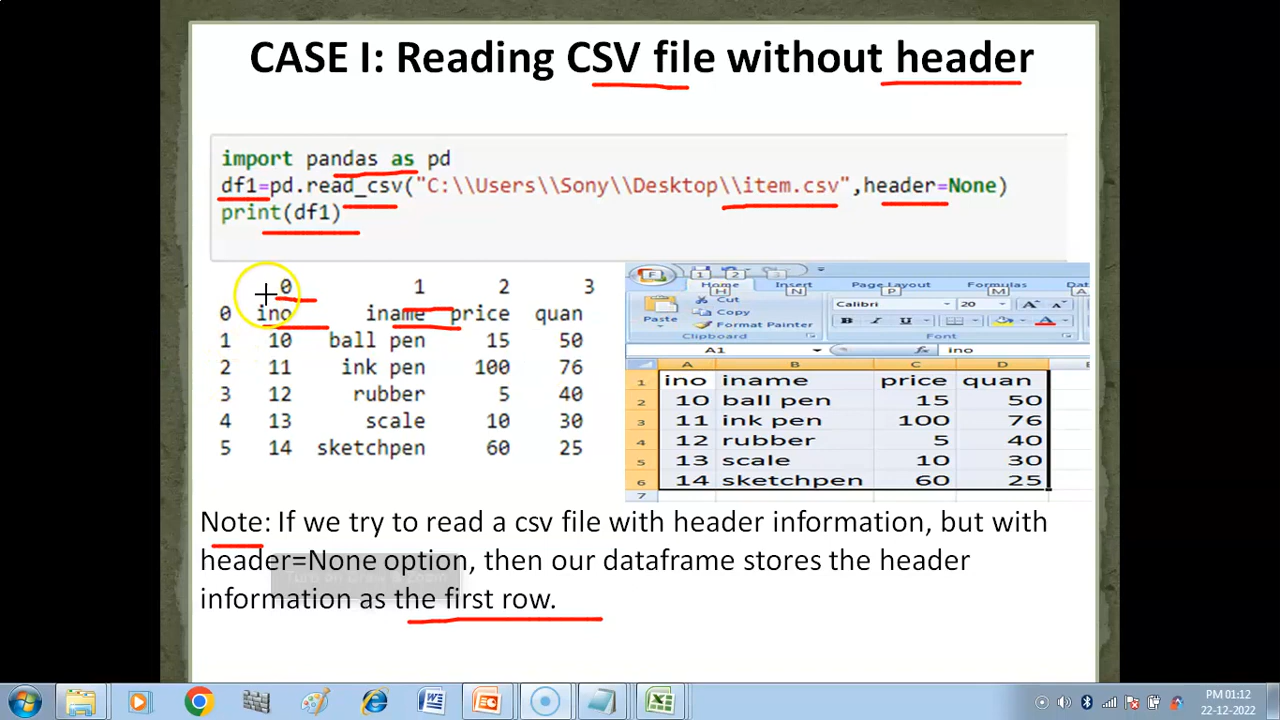 CASE I: Reading CSV file without header
import pandas as pd
df1=pd.read_csv("C:\\Users\\Sony\\Desktop\\item.csv",header=None)
print(df1)
0 1 2 3
0 ino iname price quan
1 10 ball pen 15 50
2 11 ink pen 100 76
3 12 rubber 5 40
4 13 scale 10 30
5 14 sketchpen 60 25
F 1 2 3
Home Insert Page Layout Formulas
H N P M A
Paste
Cut
Copy
Format Painter
Clipboard
Calibri 20 A A
B I U A
Font
A1 fx ino
A B C D E
1 ino iname price quan
2 10 ball pen 15 50
3 11 ink pen 100 76
4 12 rubber 5 40
5 13 scale 10 30
6 14 sketchpen 60 25
7
Note: If we try to read a csv file with header information, but with
header=None option, then our dataframe stores the header
information as the first row.
PM 01:12
22-12-2022